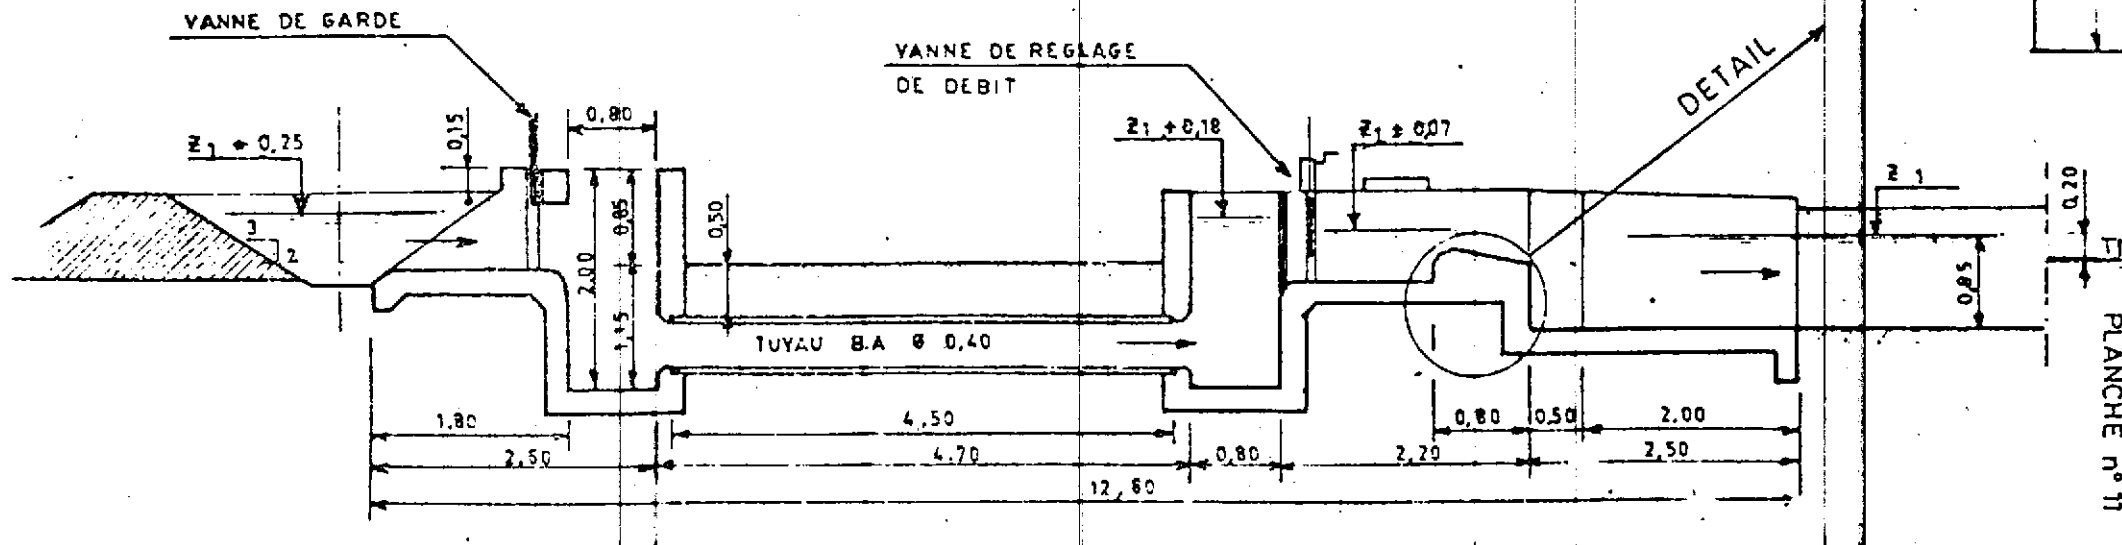 VANNE DE GARDE
VANNE DE REGLAGE
DE DEBIT
DETAIL
Z1 + 0,25
0,15
0,80
Z1 + 0,18
Z1 ± 0,07
Z1
0,20
3
2
2.00
0,85
1,15
0,50
0,85
TUYAU B.A Ø 0,40
1,80
4,50
0,80
0,50
2.00
2,60
4.70
0,80
2,20
2,50
12,80
PLANCHE n° 11